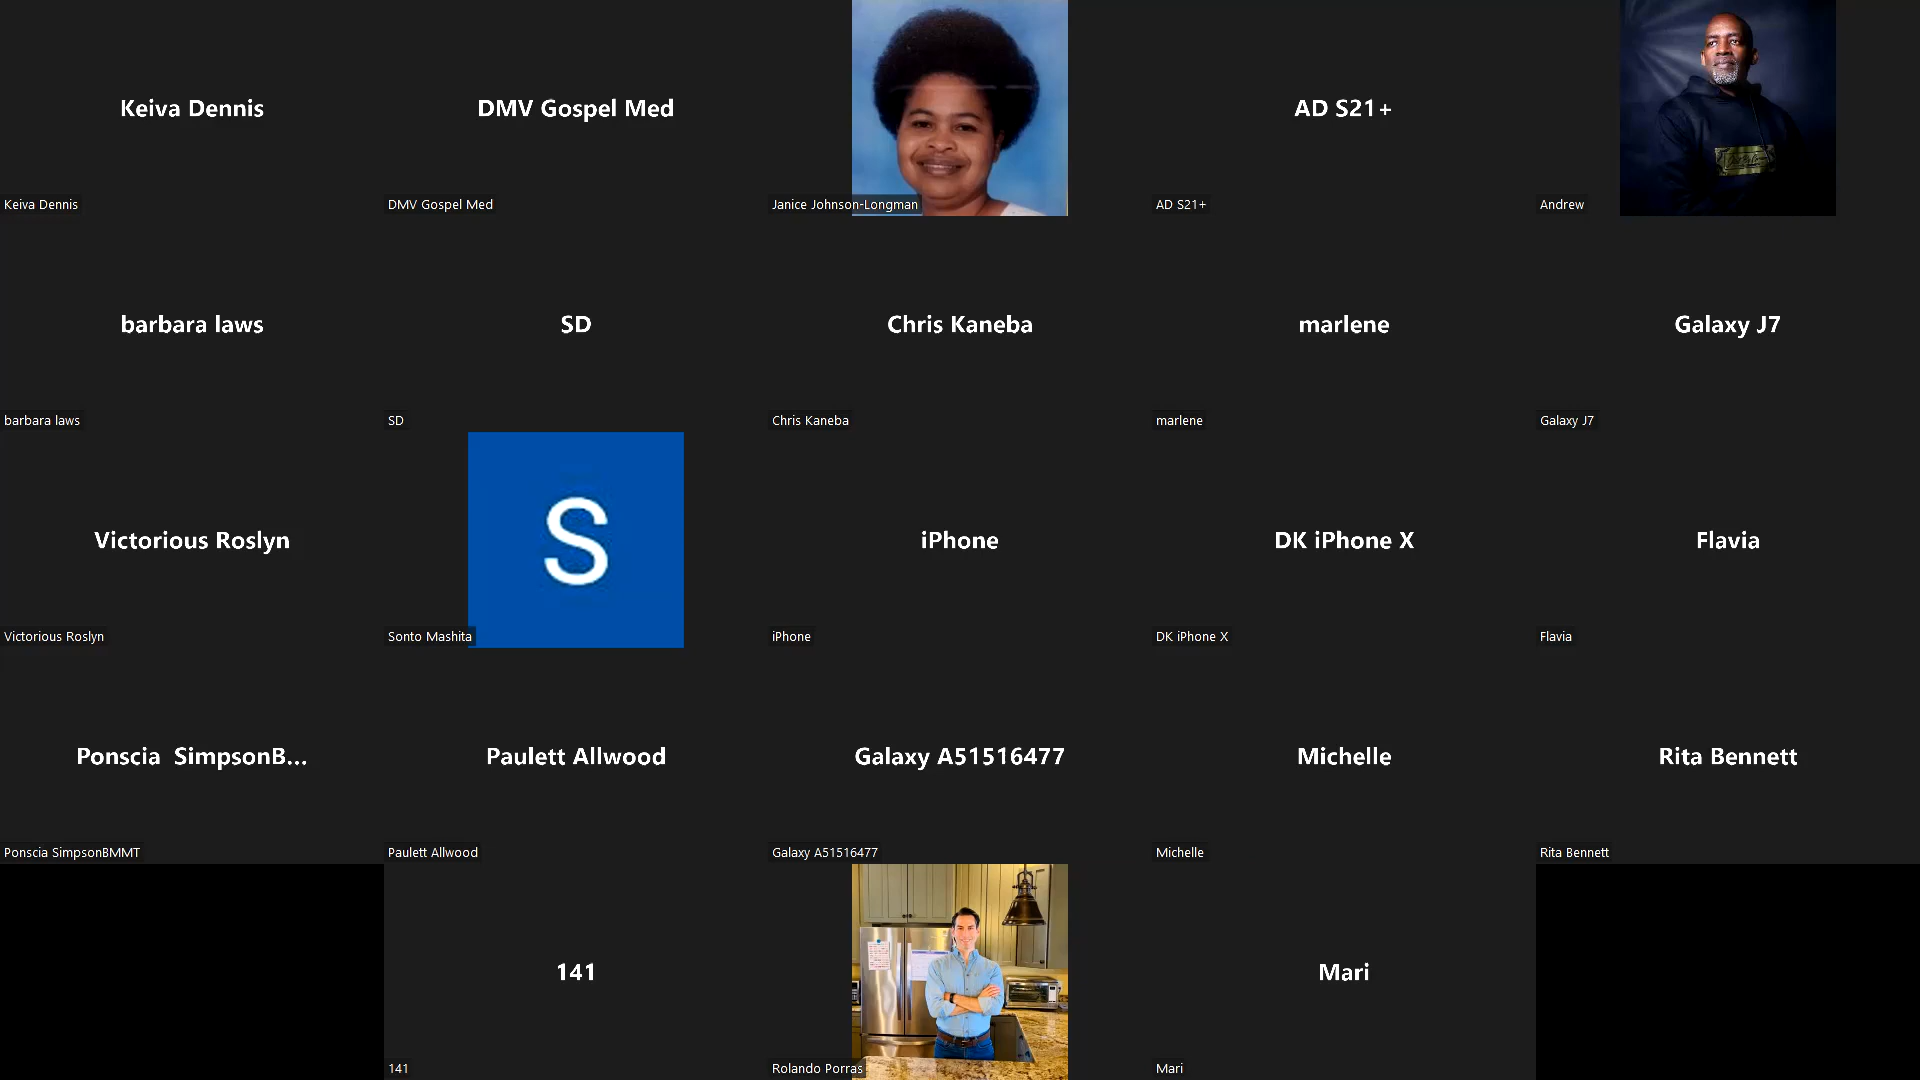 Keiva Dennis
DMV Gospel Med
AD S21+
Keiva Dennis
DMV Gospel Med
Janice Johnson-Longman
AD S21+
Andrew
barbara laws
SD
Chris Kaneba
marlene
Galaxy J7
barbara laws
SD
Chris Kaneba
marlene
Galaxy J7
Victorious Roslyn
S
iPhone
DK iPhone X
Flavia
Victorious Roslyn
Sonto Mashita
iPhone
DK iPhone X
Flavia
Ponscia SimpsonB...
Paulett Allwood
Galaxy A51516477
Michelle
Rita Bennett
Ponscia SimpsonBMMT
Paulett Allwood
Galaxy A51516477
Michelle
Rita Bennett
141
Mari
141
Rolando Porras
Mari